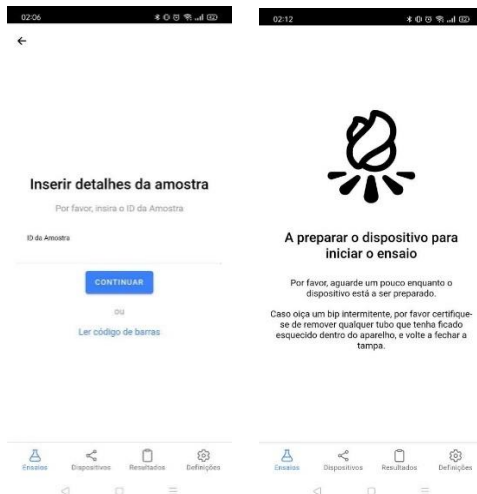 02:06
Inserir detalhes da amostra
Por favor, insira o ID da Amostra
ID da Amostra
CONTINUAR
ou
Ler código de barras
Ensaios Dispositivos Resultados Definições
02:12
A preparar o dispositivo para
iniciar o ensaio
Por favor, aguarde um pouco enquanto o
dispositivo está a ser preparado.
Caso oiça um bip intermitente, por favor certifique-
se de remover qualquer tubo que tenha ficado
esquecido dentro do aparelho, e volte a fechar a
tampa.
Ensaios Dispositivos Resultados Definições